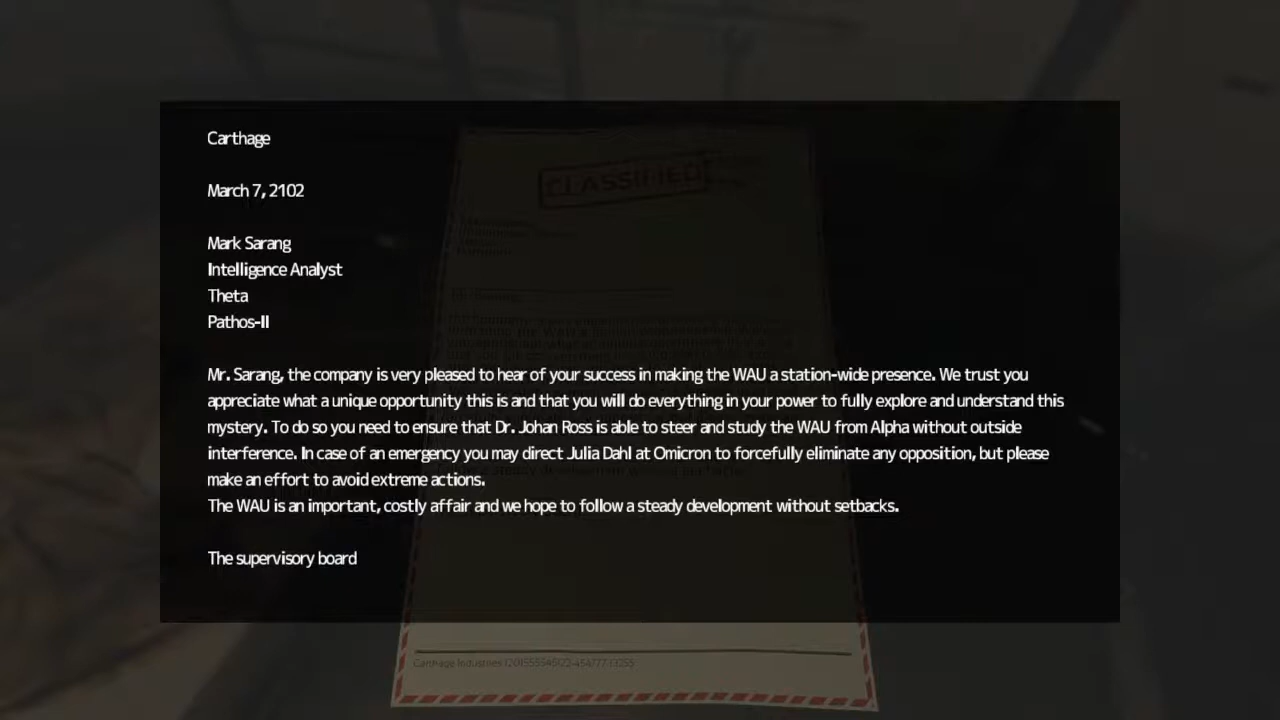 Carthage
March 7, 2102
Mark Sarang
Intelligence Analyst
Theta
Pathos-II
Mr. Sarang, the company is very pleased to hear of your success in making the WAU a station-wide presence. We trust you
appreciate what a unique opportunity this is and that you will do everything in your power to fully explore and understand this
mystery. To do so you need to ensure that Dr. Johan Ross is able to steer and study the WAU from Alpha without outside
interference. In case of an emergency you may direct Julia Dahl at Omicron to forcefully eliminate any opposition, but please
make an effort to avoid extreme actions.
The WAU is an important, costly affair and we hope to follow a steady development without setbacks.
The supervisory board
CLASSIFIED
Carthage Industries